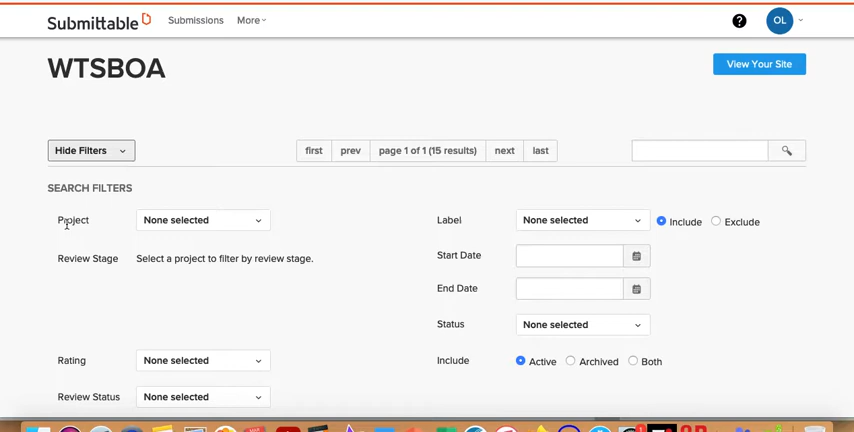 Submittable Submissions More ? OL
WTSBOA View Your Site
Hide Filters first prev page 1 of 1 (15 results) next last
SEARCH FILTERS
Project None selected Label None selected Include Exclude
Review Stage Select a project to filter by review stage. Start Date
End Date
Status None selected
Rating None selected Include Active Archived Both
Review Status None selected